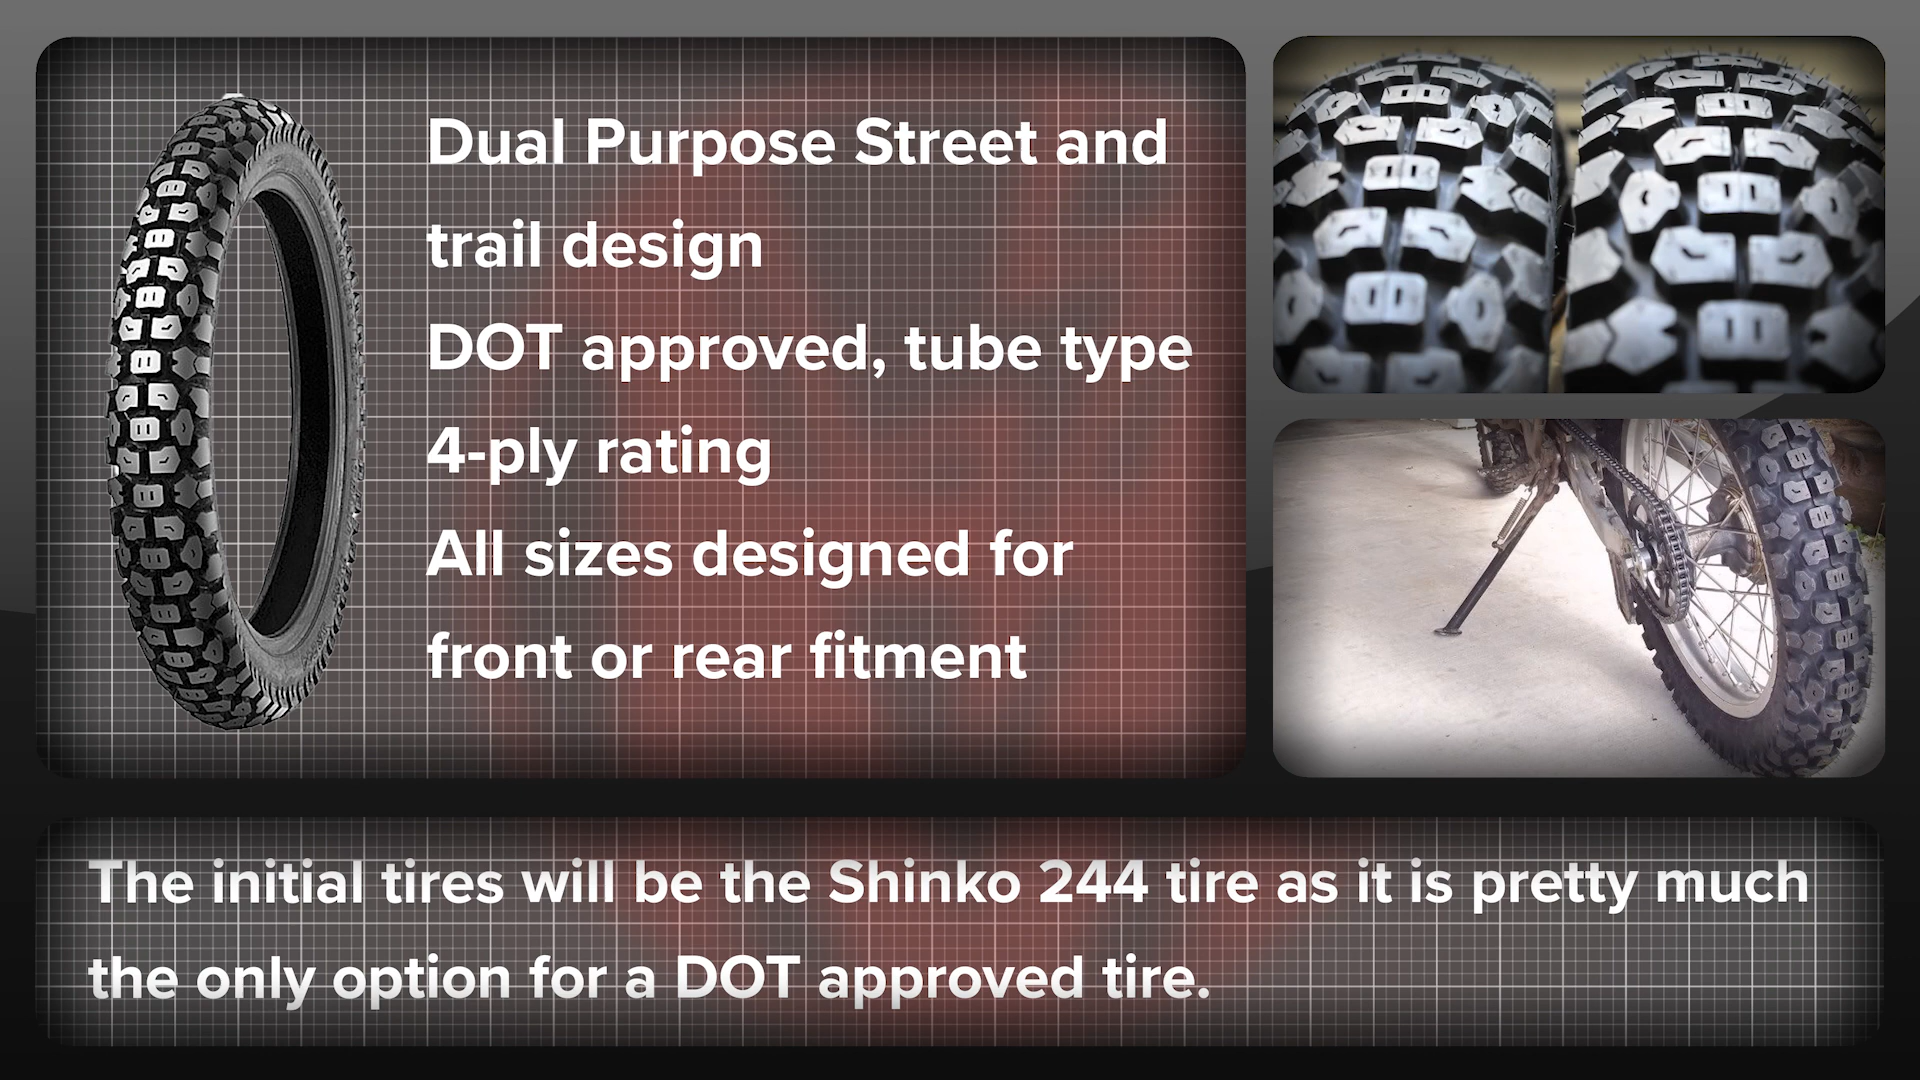 Dual Purpose Street and
trail design
DOT approved, tube type
4-ply rating
All sizes designed for
front or rear fitment
The initial tires will be the Shinko 244 tire as it is pretty much
the only option for a DOT approved tire.